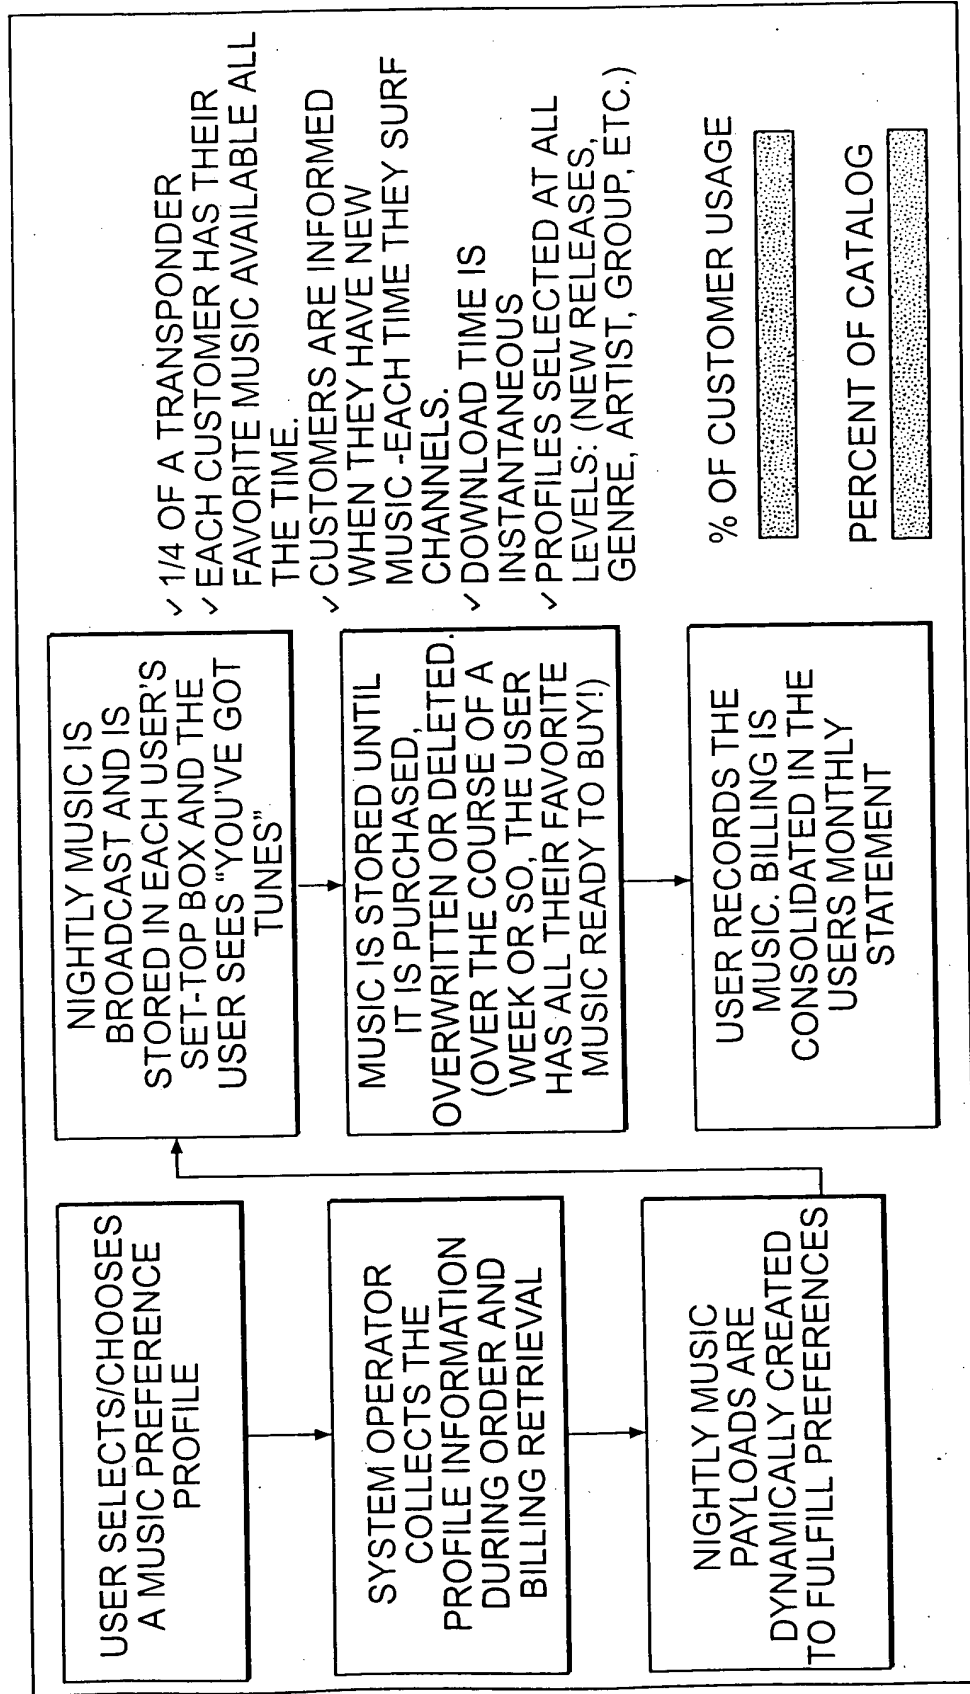 USER SELECTS/CHOOSES
A MUSIC PREFERENCE
PROFILE
SYSTEM OPERATOR
COLLECTS THE
PROFILE INFORMATION
DURING ORDER AND
BILLING RETRIEVAL
NIGHTLY MUSIC
PAYLOADS ARE
DYNAMICALLY CREATED
TO FULFILL PREFERENCES
NIGHTLY MUSIC IS
BROADCAST AND IS
STORED IN EACH USER'S
SET-TOP BOX AND THE
USER SEES "YOU'VE GOT
TUNES"
MUSIC IS STORED UNTIL
IT IS PURCHASED,
OVERWRITTEN OR DELETED.
(OVER THE COURSE OF A
WEEK OR SO, THE USER
HAS ALL THEIR FAVORITE
MUSIC READY TO BUY!)
USER RECORDS THE
MUSIC. BILLING IS
CONSOLIDATED IN THE
USERS MONTHLY
STATEMENT
✓ 1/4 OF A TRANSPONDER
✓ EACH CUSTOMER HAS THEIR
FAVORITE MUSIC AVAILABLE ALL
THE TIME.
✓ CUSTOMERS ARE INFORMED
WHEN THEY HAVE NEW
MUSIC -EACH TIME THEY SURF
CHANNELS.
✓ DOWNLOAD TIME IS
INSTANTANEOUS
✓ PROFILES SELECTED AT ALL
LEVELS: (NEW RELEASES,
GENRE, ARTIST, GROUP, ETC.)
% OF CUSTOMER USAGE
PERCENT OF CATALOG